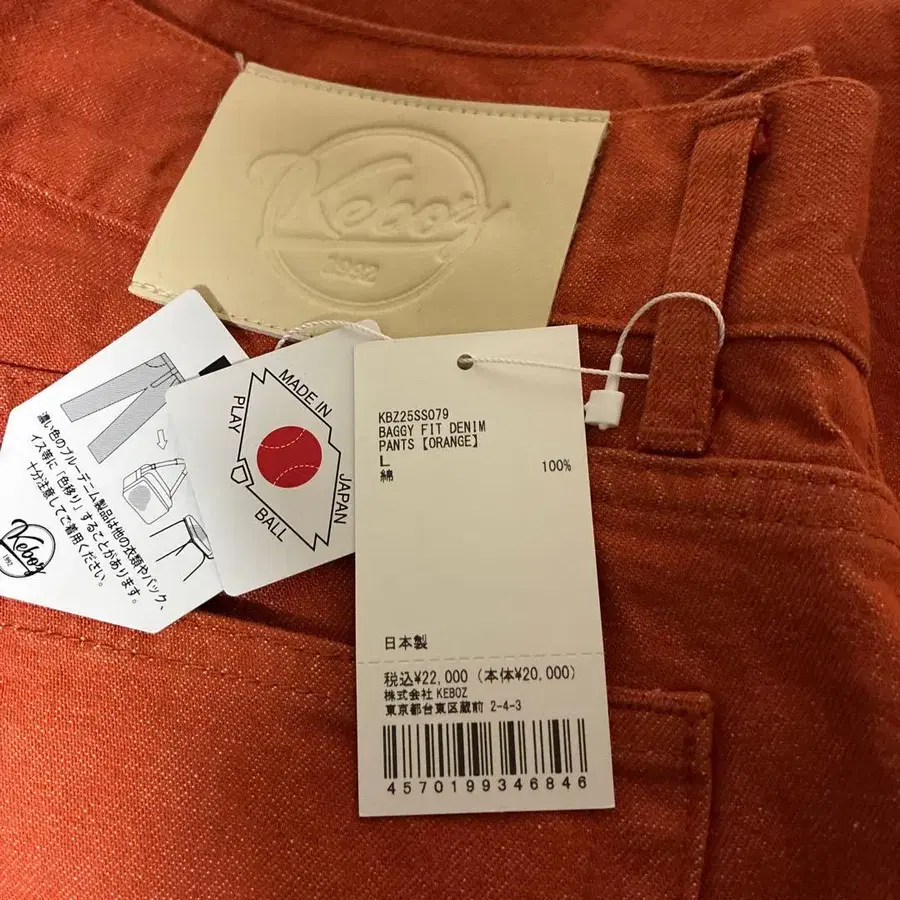 Keboz
1992
濃い色のブルーデニム製品は他の衣類やバック、
イス等に「色移り」することがあります。
十分注意してご着用ください。
Keboz
1992
MADE IN
JAPAN
PLAY
BALL
KBZ25SS079
BAGGY FIT DENIM
PANTS【ORANGE】
L
綿 100%
日本製
税込¥22,000 (本体¥20,000)
株式会社 KEBOZ
東京都台東区蔵前 2-4-3
4570199346846